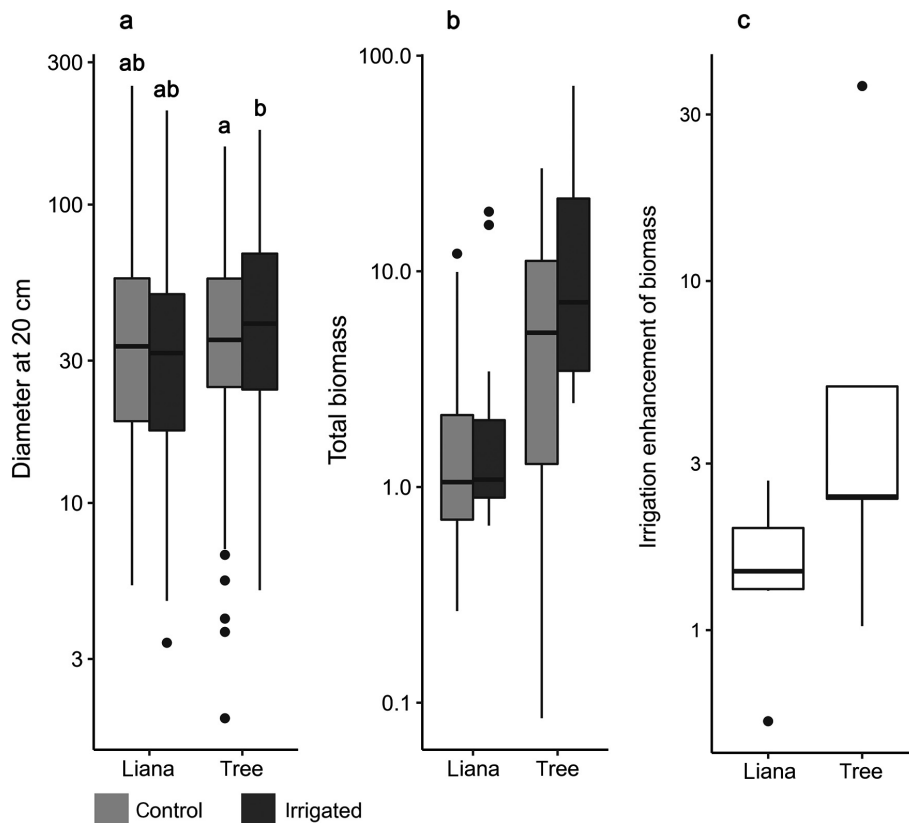 a
b
c
300
100
30
10
3
ab
ab
a
b
Diameter at 20 cm
Liana
Tree
100.0
10.0
1.0
0.1
Total biomass
Liana
Tree
30
10
3
1
Irrigation enhancement of biomass
Liana
Tree
Control
Irrigated